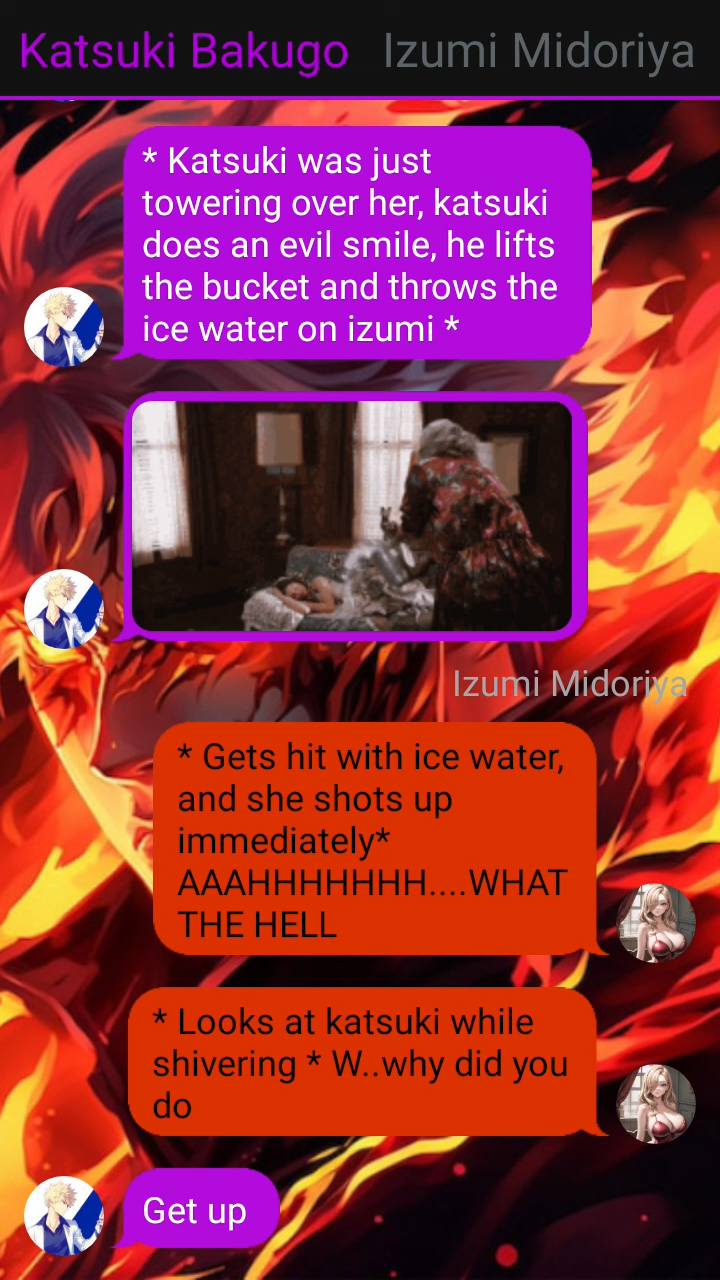 Katsuki Bakugo Izumi Midoriya
* Katsuki was just
towering over her, katsuki
does an evil smile, he lifts
the bucket and throws the
ice water on izumi *
Izumi Midoriya
* Gets hit with ice water,
and she shots up
immediately*
AAAHHHHHHH....WHAT
THE HELL
* Looks at katsuki while
shivering * W..why did you
do
Get up